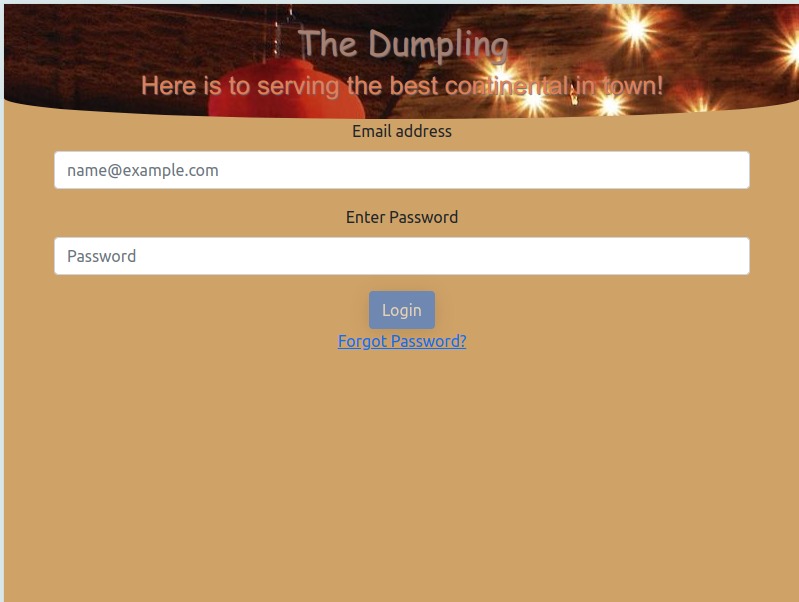 The Dumpling
Here is to serving the best continental in town!
Email address
name@example.com
Enter Password
Password
Login
Forgot Password?